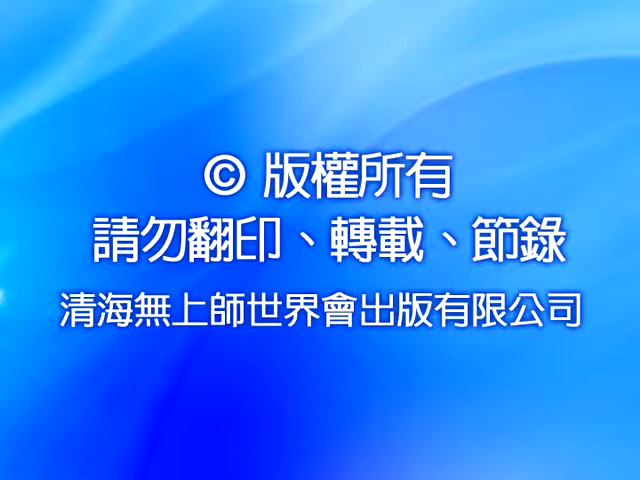 © 版權所有
請勿翻印、轉載、節錄
清海無上師世界會出版有限公司